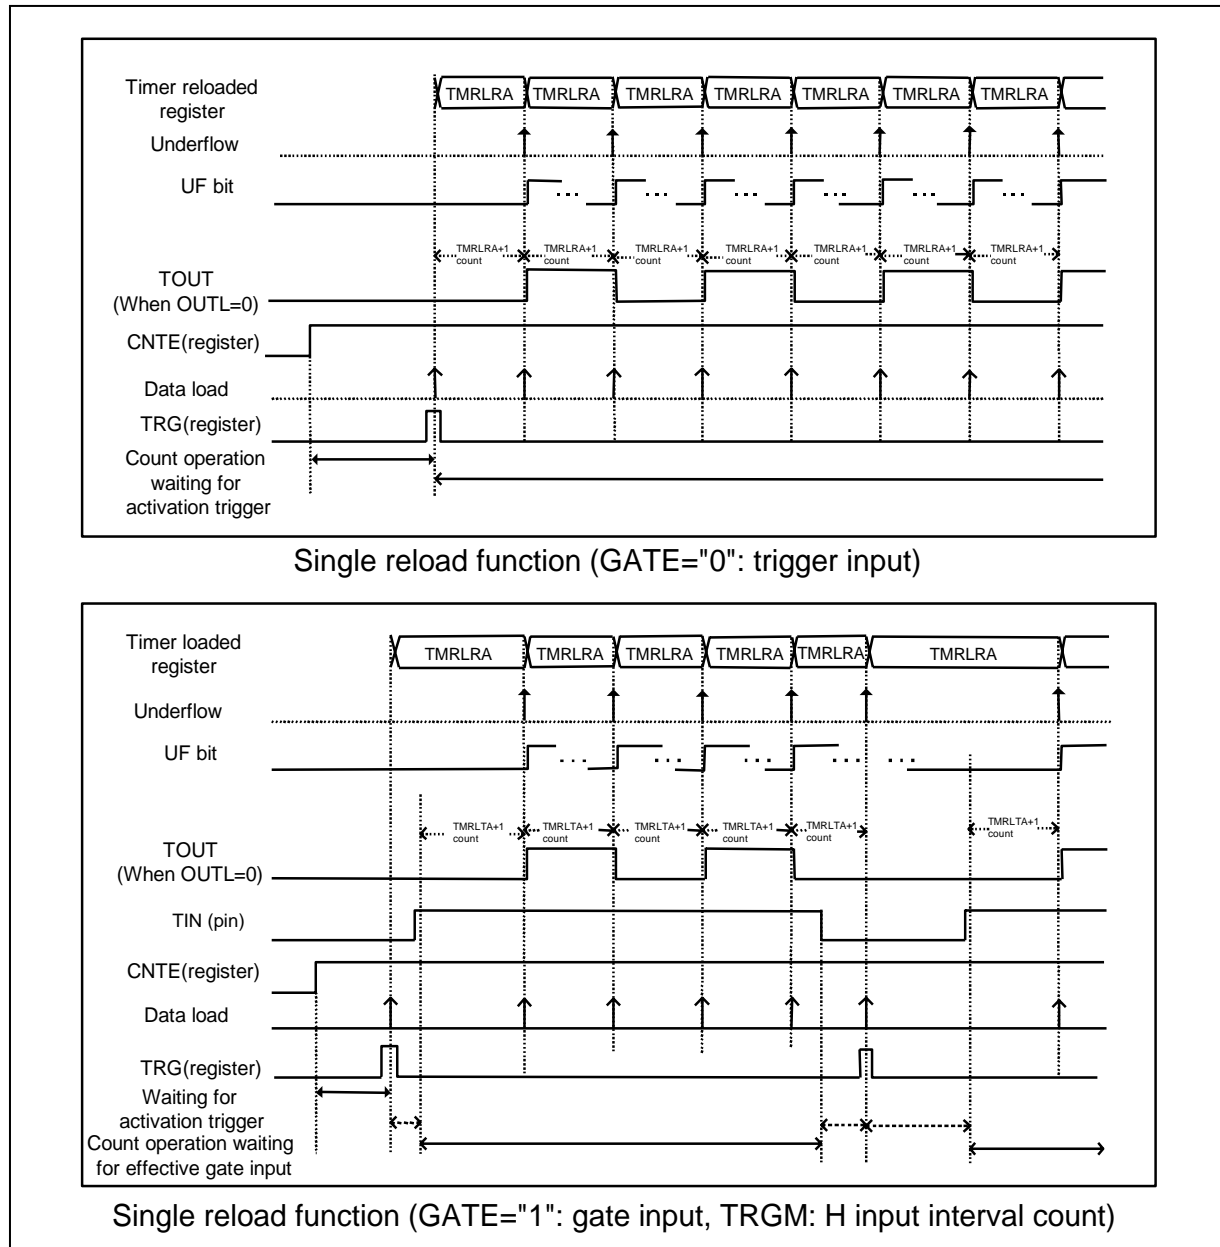 Timer reloaded
register
TMRLRA TMRLRA TMRLRA TMRLRA TMRLRA TMRLRA TMRLRA
Underflow
UF bit
... ... ... ... ... ...
TMRLRA+1 TMRLRA+1 TMRLRA+1 TMRLRA+1 TMRLRA+1 TMRLRA+1 TMRLRA+1
count count count count count count count
TOUT
(When OUTL=0)
CNTE(register)
Data load
TRG(register)
Count operation
waiting for
activation trigger
Single reload function (GATE="0": trigger input)
Timer loaded
register
TMRLRA TMRLRA TMRLRA TMRLRA TMRLRA TMRLRA
Underflow
UF bit
... ... ... ... ...
TMRLTA+1 TMRLTA+1 TMRLTA+1 TMRLTA+1 TMRLTA+1 TMRLTA+1
count count count count count count
TOUT
(When OUTL=0)
TIN (pin)
CNTE(register)
Data load
TRG(register)
Waiting for
activation trigger
Count operation waiting
for effective gate input
Single reload function (GATE="1": gate input, TRGM: H input interval count)